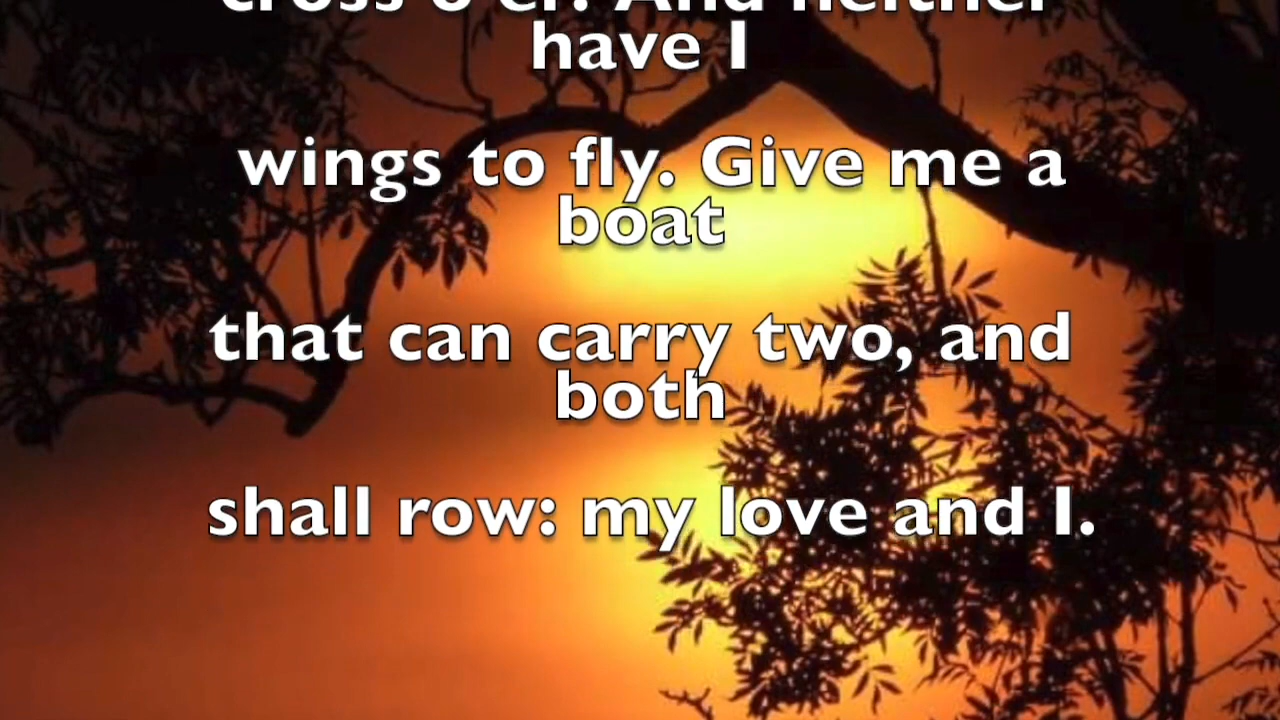 cross o'er. And neither
have I
wings to fly. Give me a
boat
that can carry two, and
both
shall row: my love and I.